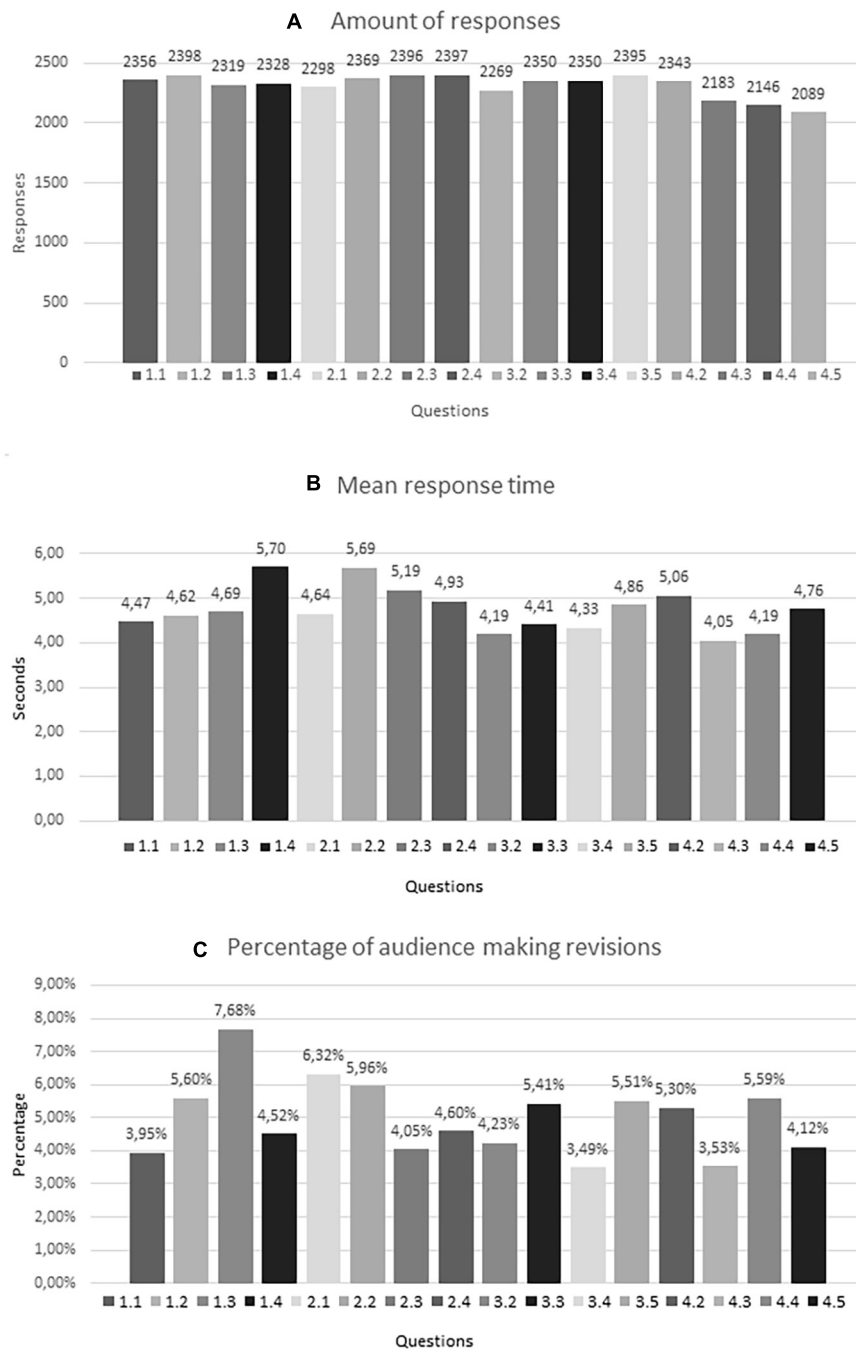 A Amount of responses
2356 2398 2319 2328 2298 2369 2396 2397 2269 2350 2350 2395 2343 2183 2146 2089
2500
2000
1500
1000
500
0
Responses
1.1 1.2 1.3 1.4 2.1 2.2 2.3 2.4 3.2 3.3 3.4 3.5 4.2 4.3 4.4 4.5
Questions
B Mean response time
4,47 4,62 4,69 5,70 4,64 5,69 5,19 4,93 4,19 4,41 4,33 4,86 5,06 4,05 4,19 4,76
6,00
5,00
4,00
3,00
2,00
1,00
0,00
Seconds
1.1 1.2 1.3 1.4 2.1 2.2 2.3 2.4 3.2 3.3 3.4 3.5 4.2 4.3 4.4 4.5
Questions
C Percentage of audience making revisions
3,95% 5,60% 7,68% 4,52% 6,32% 5,96% 4,05% 4,60% 4,23% 5,41% 3,49% 5,51% 5,30% 3,53% 5,59% 4,12%
9,00%
8,00%
7,00%
6,00%
5,00%
4,00%
3,00%
2,00%
1,00%
0,00%
Percentage
1.1 1.2 1.3 1.4 2.1 2.2 2.3 2.4 3.2 3.3 3.4 3.5 4.2 4.3 4.4 4.5
Questions